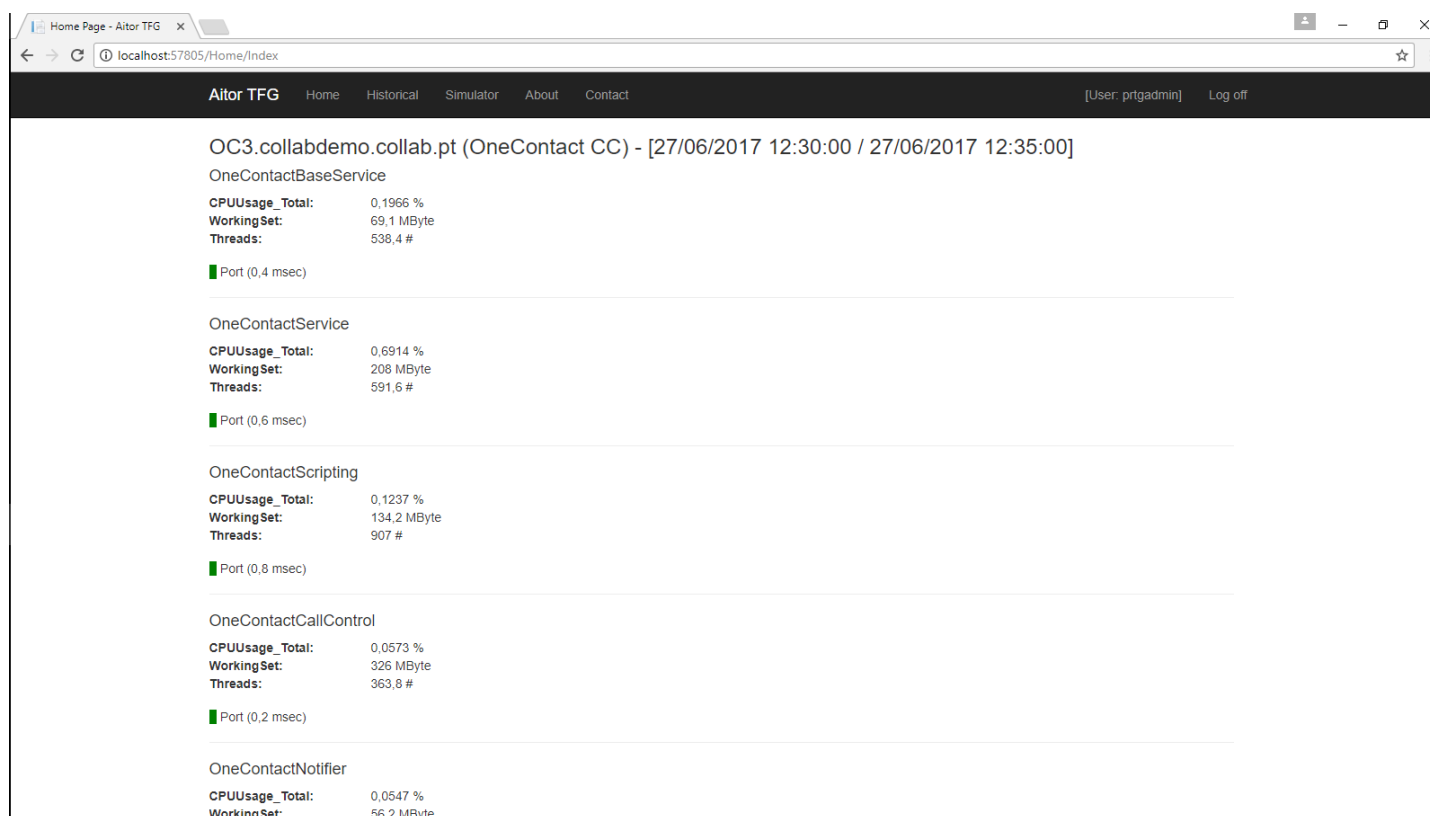 Home Page - Aitor TFG
localhost:57805/Home/Index
Aitor TFG Home Historical Simulator About Contact [User: prtgadmin] Log off
OC3.collabdemo.collab.pt (OneContact CC) - [27/06/2017 12:30:00 / 27/06/2017 12:35:00]
OneContactBaseService
CPUUsage_Total: 0,1966 %
WorkingSet: 69,1 MByte
Threads: 538,4 #
Port (0,4 msec)
OneContactService
CPUUsage_Total: 0,6914 %
WorkingSet: 208 MByte
Threads: 591,6 #
Port (0,6 msec)
OneContactScripting
CPUUsage_Total: 0,1237 %
WorkingSet: 134,2 MByte
Threads: 907 #
Port (0,8 msec)
OneContactCallControl
CPUUsage_Total: 0,0573 %
WorkingSet: 326 MByte
Threads: 363,8 #
Port (0,2 msec)
OneContactNotifier
CPUUsage_Total: 0,0547 %
WorkingSet: 56,2 MByte